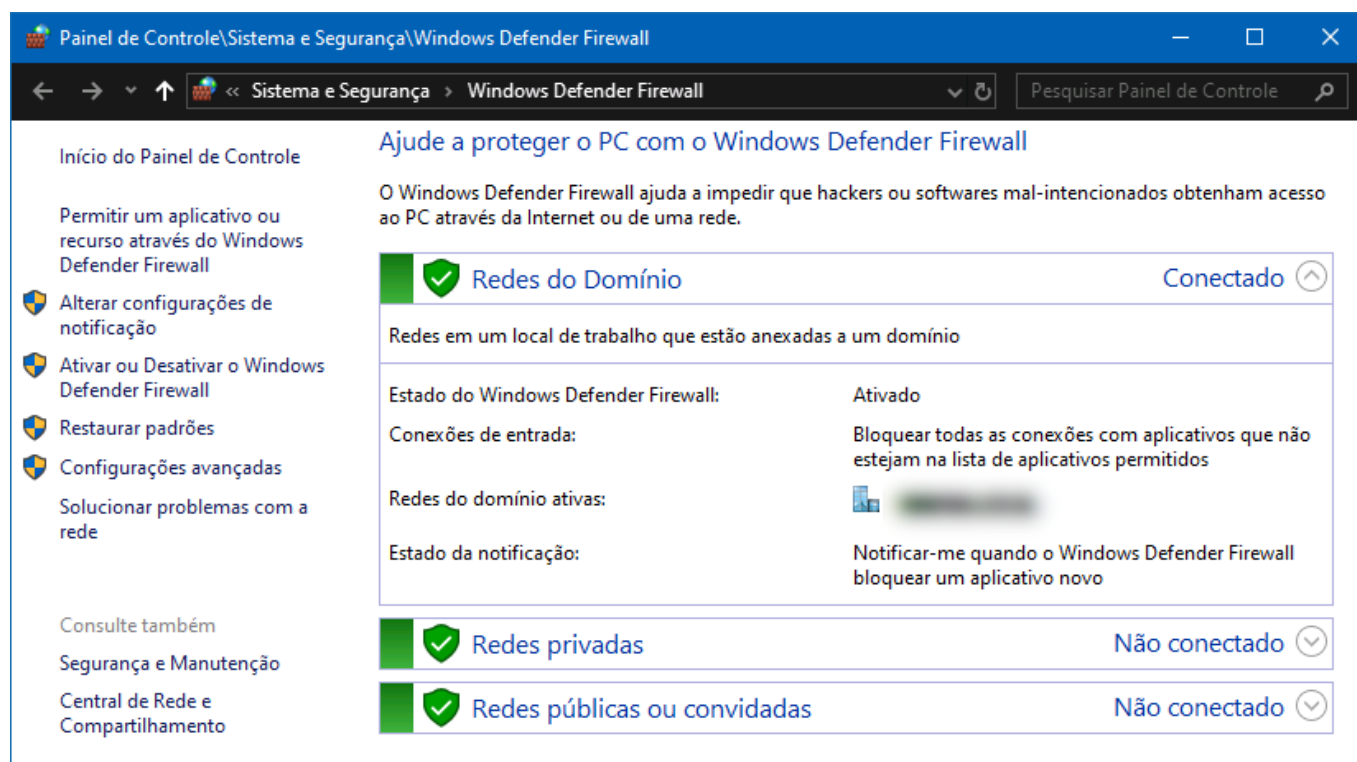 Painel de Controle\Sistema e Segurança\Windows Defender Firewall
« Sistema e Segurança › Windows Defender Firewall
Pesquisar Painel de Controle
Início do Painel de Controle
Permitir um aplicativo ou
recurso através do Windows
Defender Firewall
Alterar configurações de
notificação
Ativar ou Desativar o Windows
Defender Firewall
Restaurar padrões
Configurações avançadas
Solucionar problemas com a
rede
Consulte também
Segurança e Manutenção
Central de Rede e
Compartilhamento
Ajude a proteger o PC com o Windows Defender Firewall
O Windows Defender Firewall ajuda a impedir que hackers ou softwares mal-intencionados obtenham acesso
ao PC através da Internet ou de uma rede.
Redes do Domínio Conectado
Redes em um local de trabalho que estão anexadas a um domínio
Estado do Windows Defender Firewall: Ativado
Conexões de entrada: Bloquear todas as conexões com aplicativos que não
estejam na lista de aplicativos permitidos
Redes do domínio ativas:
Estado da notificação: Notificar-me quando o Windows Defender Firewall
bloquear um aplicativo novo
Redes privadas Não conectado
Redes públicas ou convidadas Não conectado